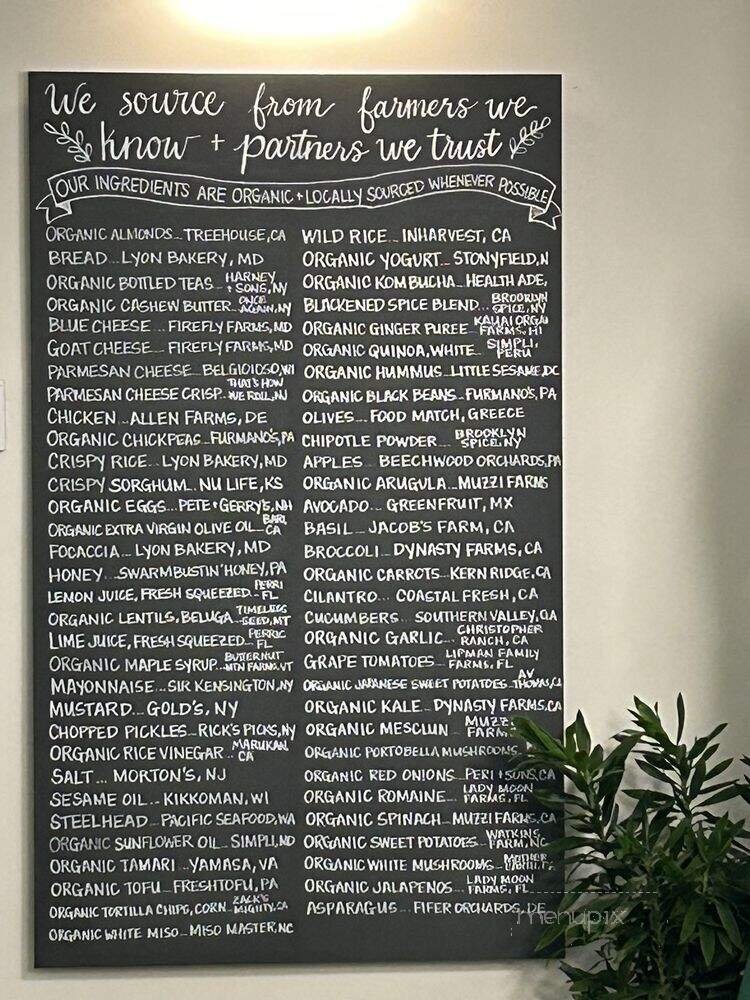 We source from farmers we
know + partners we trust
OUR INGREDIENTS ARE ORGANIC + LOCALLY SOURCED WHENEVER POSSIBLE
ORGANIC ALMONDS... TREEHOUSE, CA
BREAD... LYON BAKERY, MD
ORGANIC BOTTLED TEAS... HARNEY + SONS, NY
ORGANIC CASHEW BUTTER... ONCE AGAIN, NY
BLUE CHEESE... FIREFLY FARMS, MD
GOAT CHEESE... FIREFLY FARMS, MD
PARMESAN CHEESE... BELGIOIOSO, WI
PARMESAN CHEESE CRISP... THAT'S HOW WE ROLL, NJ
CHICKEN... ALLEN FARMS, DE
ORGANIC CHICKPEAS... FURMANO'S, PA
CRISPY RICE... LYON BAKERY, MD
CRISPY SORGHUM... NU LIFE, KS
ORGANIC EGGS... PETE + GERRY'S, NH
ORGANIC EXTRA VIRGIN OLIVE OIL... BARI, CA
FOCACCIA... LYON BAKERY, MD
HONEY... SWARMBUSTIN' HONEY, PA
LEMON JUICE, FRESH SQUEEZED... FL
ORGANIC LENTILS, BELUGA... TIMELESS SEED, MT
LIME JUICE, FRESH SQUEEZED... FL
ORGANIC MAPLE SYRUP... BUTTERNUT MTN FARMS, VT
MAYONNAISE... SIR KENSINGTON, NY
MUSTARD... GOLD'S, NY
CHOPPED PICKLES... RICK'S PICKS, NY
ORGANIC RICE VINEGAR... MARUKAN, CA
SALT... MORTON'S, NJ
SESAME OIL... KIKKOMAN, WI
STEELHEAD... PACIFIC SEAFOOD, WA
ORGANIC SUNFLOWER OIL... SIMPLI, ND
ORGANIC TAMARI... YAMASA, VA
ORGANIC TOFU... FRESHTOFU, PA
ORGANIC TORTILLA CHIPS, CORN... ZACK'S MIGHTY, CA
ORGANIC WHITE MISO... MISO MASTER, NC
WILD RICE... INHARVEST, CA
ORGANIC YOGURT... STONYFIELD, N
ORGANIC KOMBUCHA... HEALTH ADE,
BLACKENED SPICE BLEND... BROOKLYN SPICE, NY
ORGANIC GINGER PUREE... KAUAI ORGAI FARMS, HI
ORGANIC QUINOA, WHITE... SIMPLI, PERU
ORGANIC HUMMUS... LITTLE SESAME, DC
ORGANIC BLACK BEANS... FURMANO'S, PA
OLIVES... FOOD MATCH, GREECE
CHIPOTLE POWDER... BROOKLYN SPICE, NY
APPLES... BEECHWOOD ORCHARDS, PA
ORGANIC ARUGULA... MUZZI FARMS
AVOCADO... GREENFRUIT, MX
BASIL... JACOB'S FARM, CA
BROCCOLI... DYNASTY FARMS, CA
ORGANIC CARROTS... KERN RIDGE, CA
CILANTRO... COASTAL FRESH, CA
CUCUMBERS... SOUTHERN VALLEY, GA
ORGANIC GARLIC... CHRISTOPHER RANCH, CA
GRAPE TOMATOES... LIPMAN FAMILY FARMS, FL
ORGANIC JAPANESE SWEET POTATOES... AV THOMAS, CA
ORGANIC KALE... DYNASTY FARMS, CA
ORGANIC MESCLUN... MUZZ FARM
ORGANIC PORTOBELLA MUSHROOMS...
ORGANIC RED ONIONS... PERI + SONS, CA
ORGANIC ROMAINE... LADY MOON FARMS, FL
ORGANIC SPINACH... MUZZI FARMS, CA
ORGANIC SWEET POTATOES... WATKINS FARM, NC
ORGANIC WHITE MUSHROOMS... MOTHER EARTH, PA
ORGANIC JALAPENOS... LADY MOON FARMS, FL
ASPARAGUS... FIFER ORCHARDS, DE
menupix